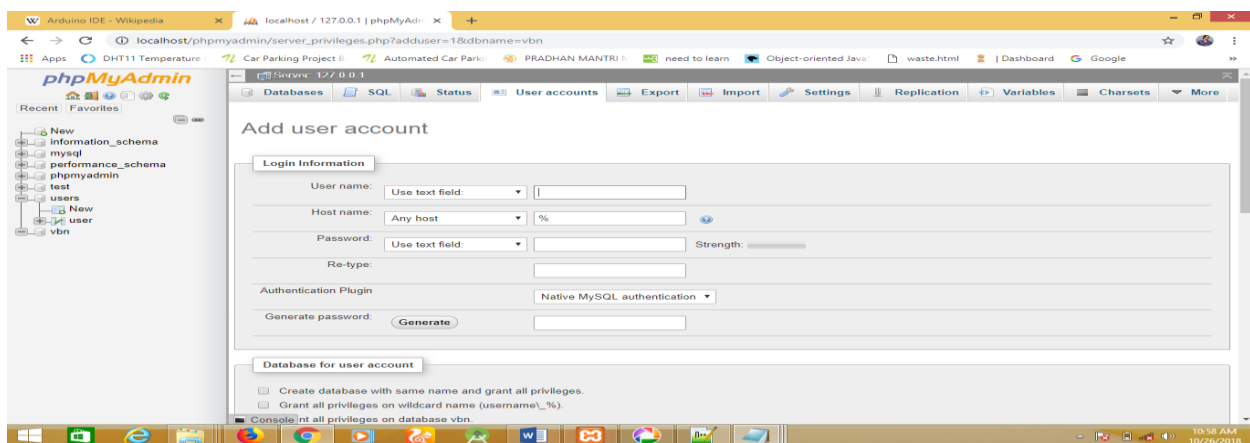 Arduino IDE - Wikipedia
localhost / 127.0.0.1 | phpMyAdn
localhost/phpmyadmin/server_privileges.php?adduser=1&dbname=vbn
Apps DHT11 Temperature Car Parking Project B. Automated Car Parki PRADHAN MANTRI need to learn Object-oriented Java waste.html | Dashboard Google »
phpMyAdmin
Recent Favorites
New
information_schema
mysql
performance_schema
phpmyadmin
test
users
New
user
vbn
Server: 127.0.0.1
Databases SQL Status User accounts Export Import Settings Replication Variables Charsets More
Add user account
Login Information
User name: Use text field:
Host name: Any host %
Password: Use text field: Strength:
Re-type:
Authentication Plugin Native MySQL authentication
Generate password: Generate
Database for user account
Create database with same name and grant all privileges.
Grant all privileges on wildcard name (username\_%).
Console nt all privileges on database vbn.
10:58 AM
10/26/2018